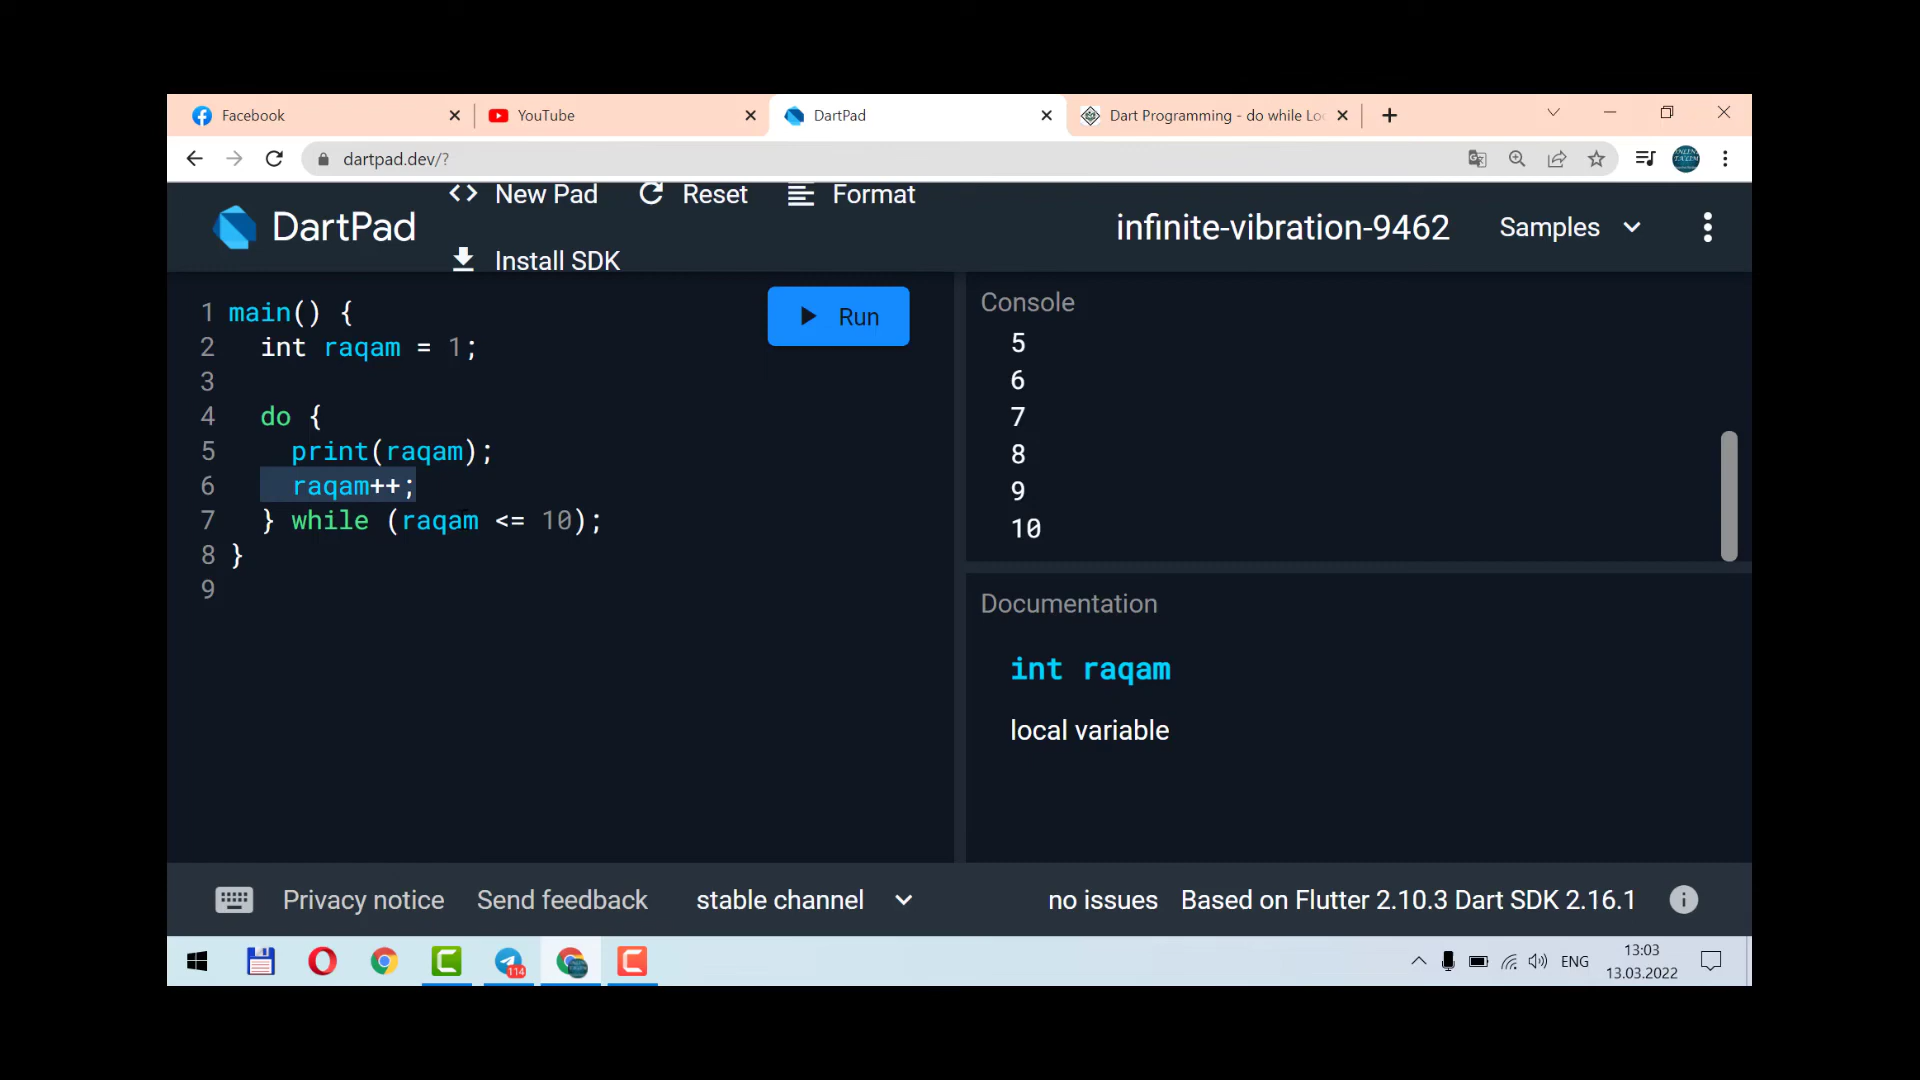 Facebook
YouTube
DartPad
Dart Programming - do while Lo
dartpad.dev/?
DartPad
New Pad
Reset
Format
Install SDK
infinite-vibration-9462
Samples
1 main() {
2 int raqam = 1;
3
4 do {
5 print(raqam);
6 raqam++;
7 } while (raqam <= 10);
8 }
9
Run
Console
5
6
7
8
9
10
Documentation
int raqam
local variable
Privacy notice
Send feedback
stable channel
no issues
Based on Flutter 2.10.3 Dart SDK 2.16.1
114
ENG
13:03
13.03.2022